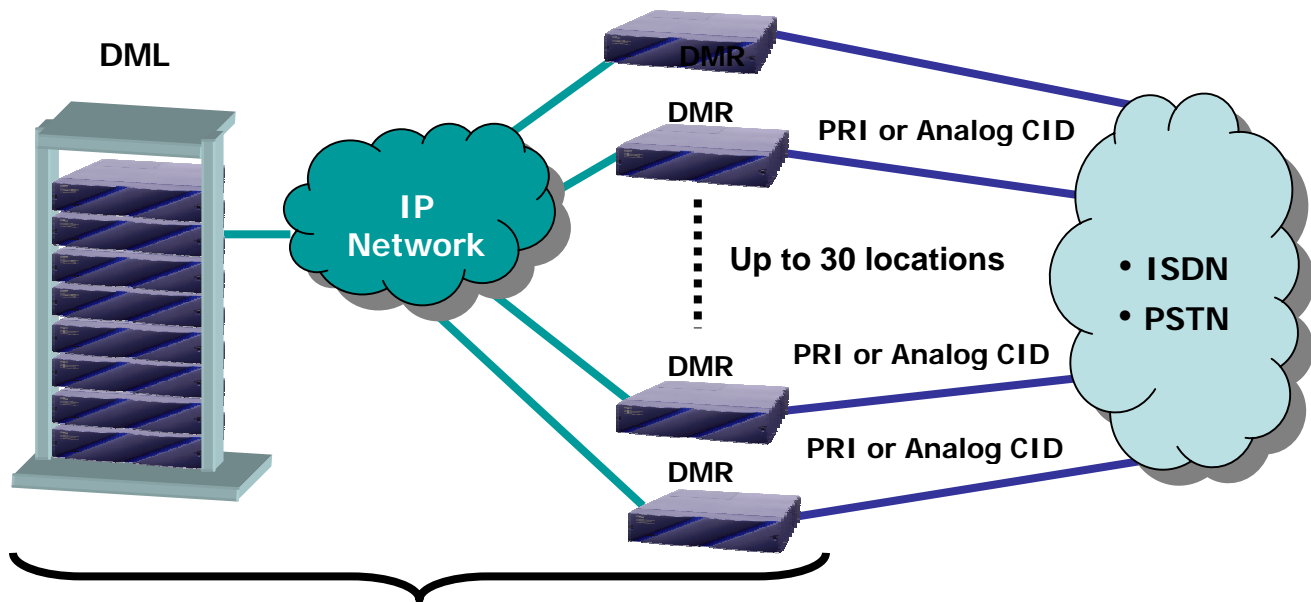 DML
DMR
DMR
PRI or Analog CID
IP
Network
Up to 30 locations
• ISDN
• PSTN
DMR
PRI or Analog CID
PRI or Analog CID
DMR